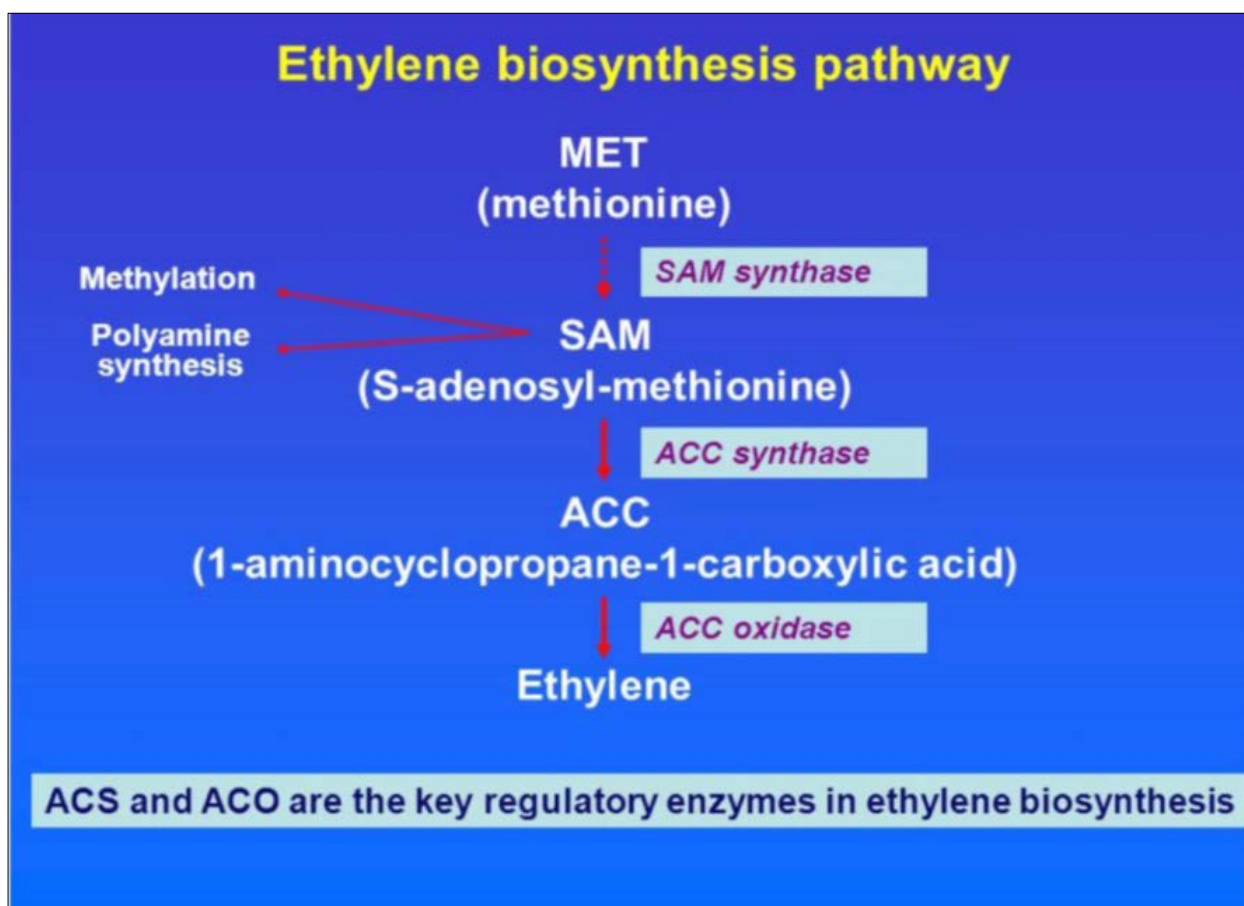 Ethylene biosynthesis pathway
MET
(methionine)
SAM synthase
Methylation
Polyamine
synthesis
SAM
(S-adenosyl-methionine)
ACC synthase
ACC
(1-aminocyclopropane-1-carboxylic acid)
ACC oxidase
Ethylene
ACS and ACO are the key regulatory enzymes in ethylene biosynthesis